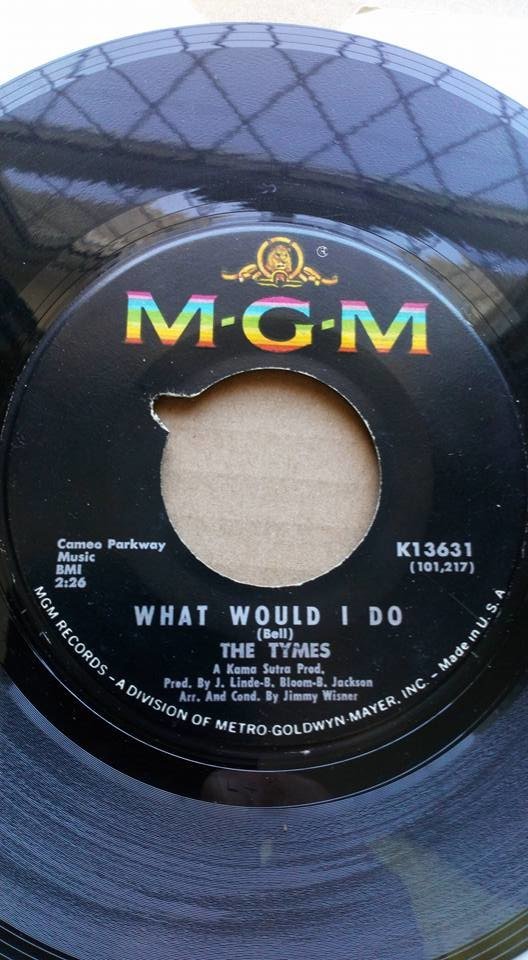 M·G·M
Cameo Parkway
Music
BMI
2:26
K13631
(101,217)
WHAT WOULD I DO
(Bell)
THE TYMES
A Kama Sutra Prod.
Prod. By J. Linde-B. Bloom-B. Jackson
Arr. And Cond. By Jimmy Wisner
MGM RECORDS - A DIVISION OF METRO-GOLDWYN-MAYER, INC. - Made in U.S.A